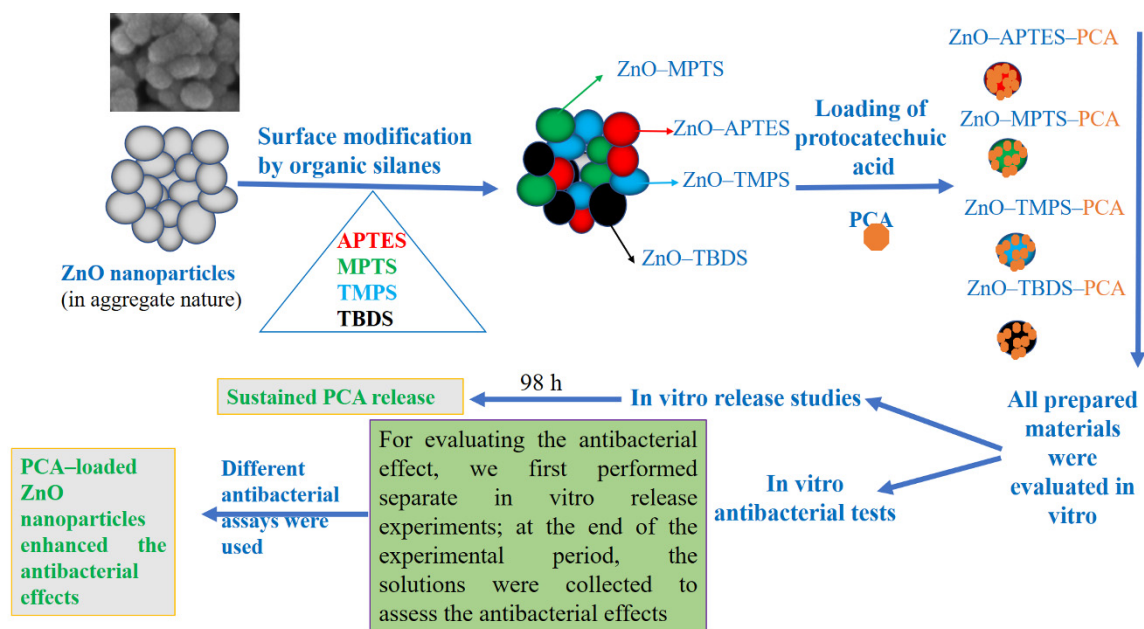 ZnO nanoparticles
(in aggregate nature)
Surface modification
by organic silanes
APTES
MPTS
TMPS
TBDS
ZnO–MPTS
ZnO–APTES
ZnO–TMPS
ZnO–TBDS
Loading of
protocatechuic
acid
PCA
ZnO–APTES–PCA
ZnO–MPTS–PCA
ZnO–TMPS–PCA
ZnO–TBDS–PCA
All prepared
materials
were
evaluated in
vitro
In vitro release studies
98 h
Sustained PCA release
In vitro
antibacterial tests
For evaluating the antibacterial
effect, we first performed
separate in vitro release
experiments; at the end of the
experimental period, the
solutions were collected to
assess the antibacterial effects
Different
antibacterial
assays were
used
PCA–loaded
ZnO
nanoparticles
enhanced the
antibacterial
effects